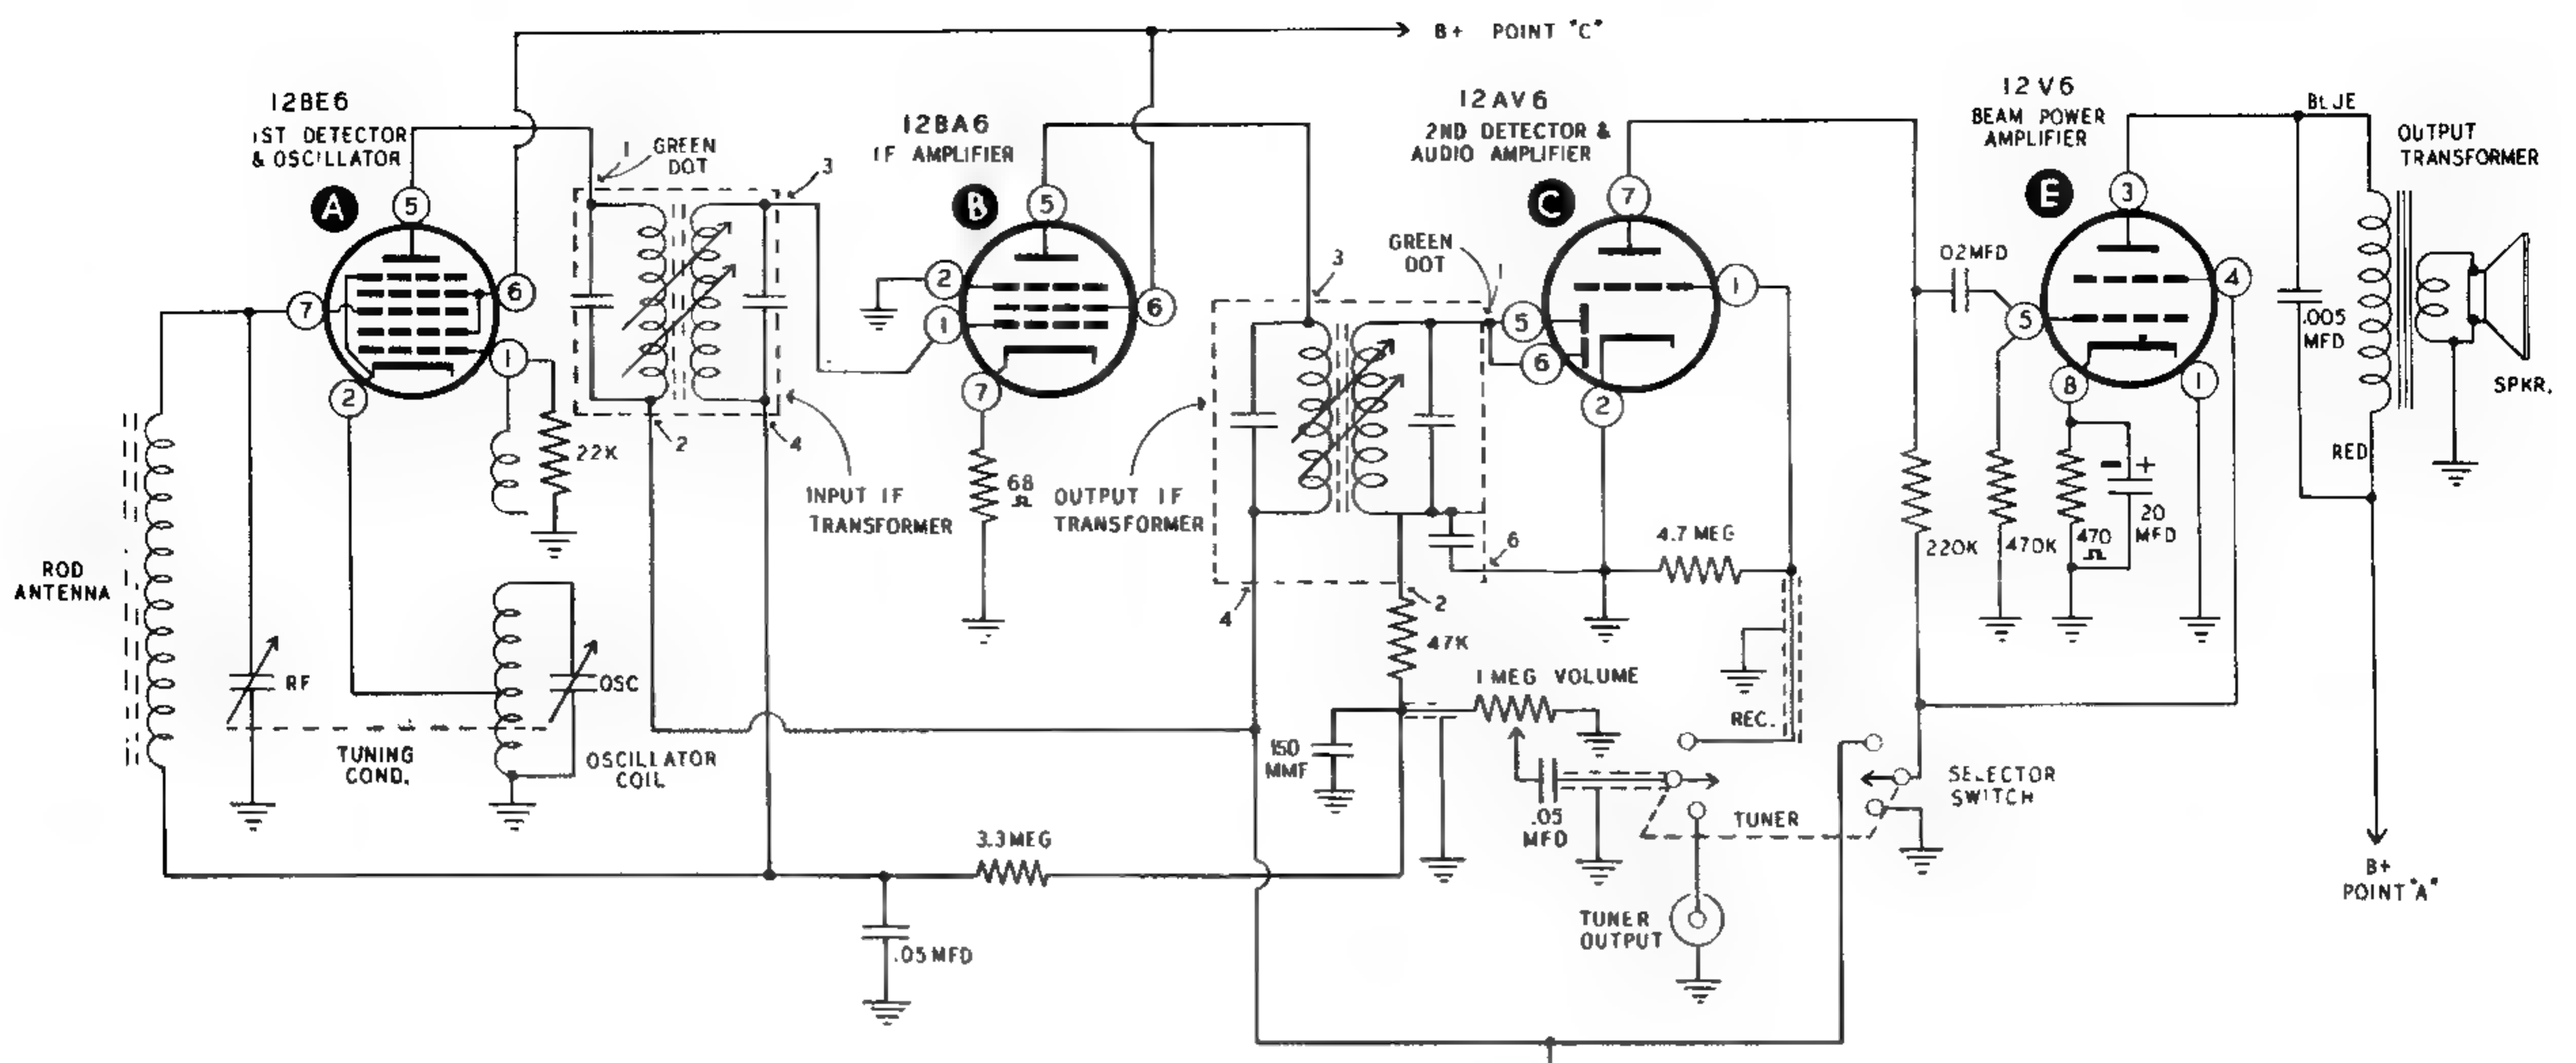 B+ POINT "C"
12BE6
1ST DETECTOR
& OSCILLATOR
A
5
7
6
1
2
22K
1
GREEN
DOT
3
2
4
INPUT IF
TRANSFORMER
12BA6
IF AMPLIFIER
B
5
2
1
6
7
68
Ω
OUTPUT IF
TRANSFORMER
GREEN
DOT
1
3
4
2
6
47K
12AV6
2ND DETECTOR &
AUDIO AMPLIFIER
C
7
1
5
6
2
4.7 MEG
12V6
BEAM POWER
AMPLIFIER
E
3
4
5
8
1
.02MFD
220K
470K
470
Ω
- +
20
MFD
BLUE
.005
MFD
RED
OUTPUT
TRANSFORMER
SPKR.
ROD
ANTENNA
RF
OSC
TUNING
COND.
OSCILLATOR
COIL
3.3MEG
.05MFD
150
MMF
1 MEG VOLUME
.05
MFD
REC.
TUNER
TUNER
OUTPUT
SELECTOR
SWITCH
B+
POINT "A"